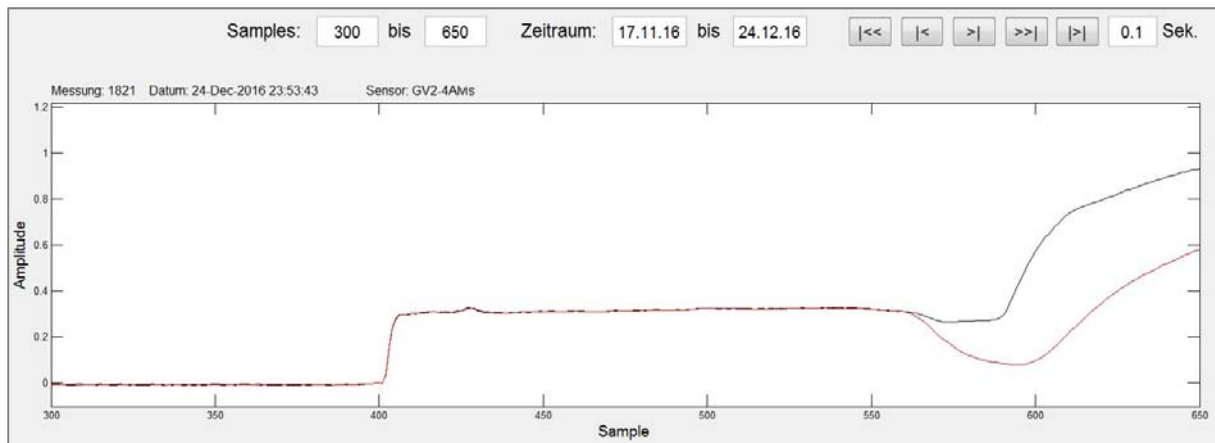 Samples: 300 bis 650 Zeitraum: 17.11.16 bis 24.12.16 |<< |< >| >>| |>| 0.1 Sek.
Messung: 1821 Datum: 24-Dec-2016 23:53:43 Sensor: GV2-4Alvis
1.2
1
0.8
0.6
0.4
0.2
0
Amplitude
300 350 400 450 500 550 600 650
Sample